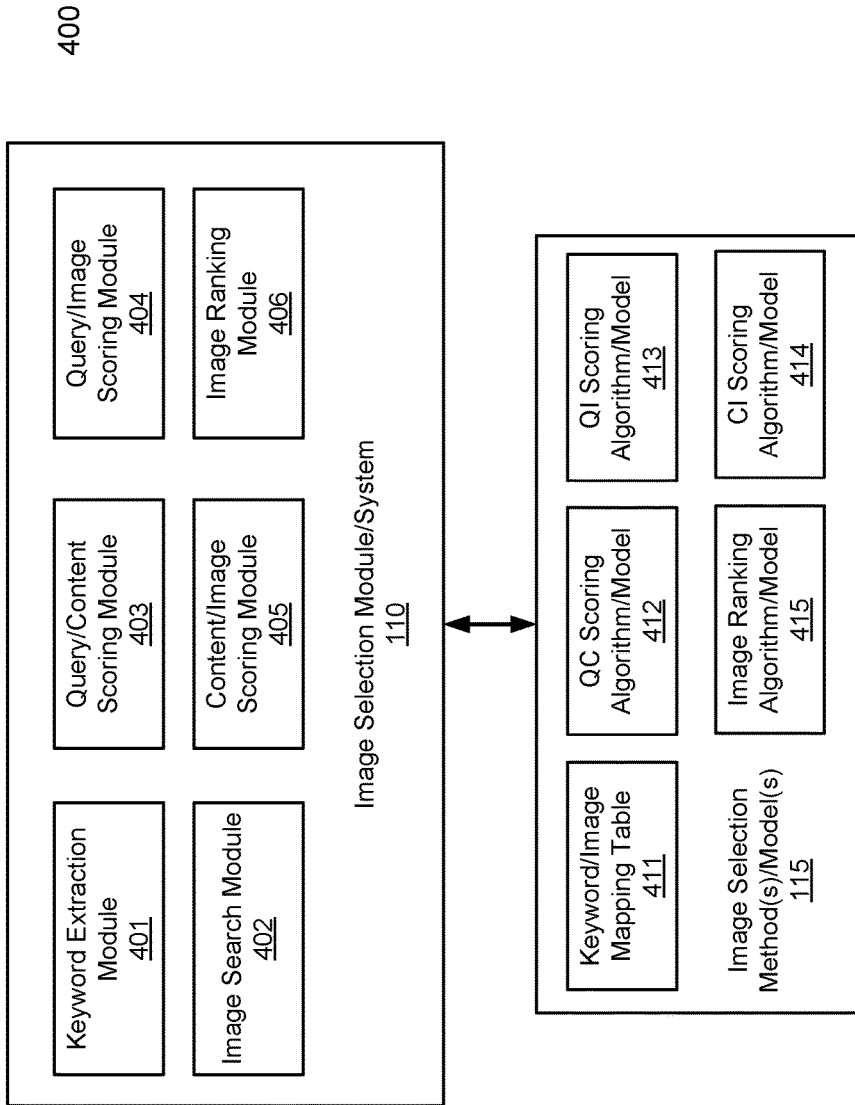 400
Keyword Extraction
Module
401
Query/Content
Scoring Module
403
Query/Image
Scoring Module
404
Image Search Module
402
Content/Image
Scoring Module
405
Image Ranking
Module
406
Image Selection Module/System
110
Keyword/Image
Mapping Table
411
QC Scoring
Algorithm/Model
412
QI Scoring
Algorithm/Model
413
Image Selection
Method(s)/Model(s)
115
Image Ranking
Algorithm/Model
415
CI Scoring
Algorithm/Model
414